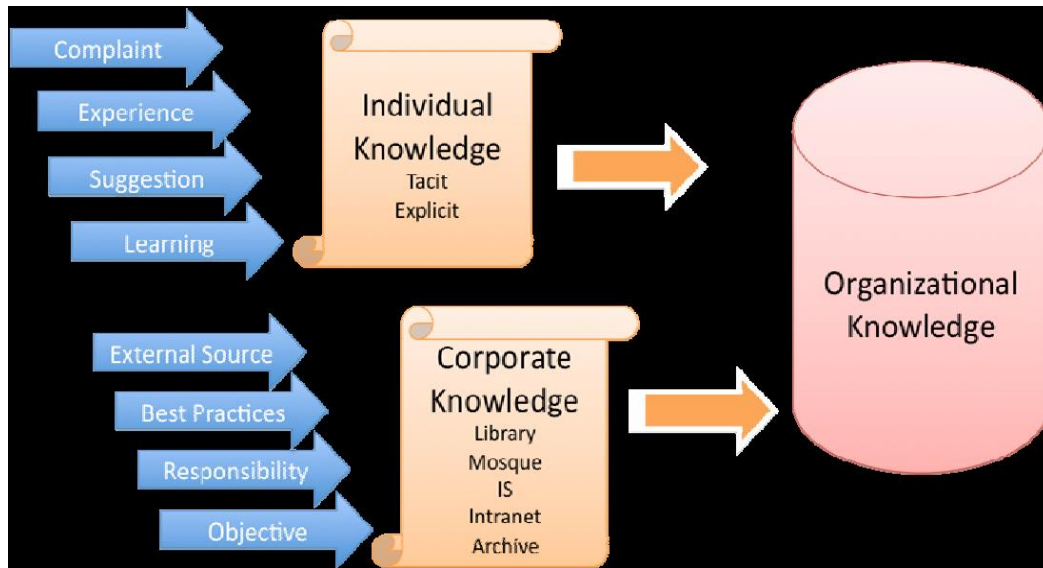 Complaint
Experience
Suggestion
Learning
Individual
Knowledge
Tacit
Explicit
External Source
Best Practices
Responsibility
Objective
Corporate
Knowledge
Library
Mosque
IS
Intranet
Archive
Organizational
Knowledge